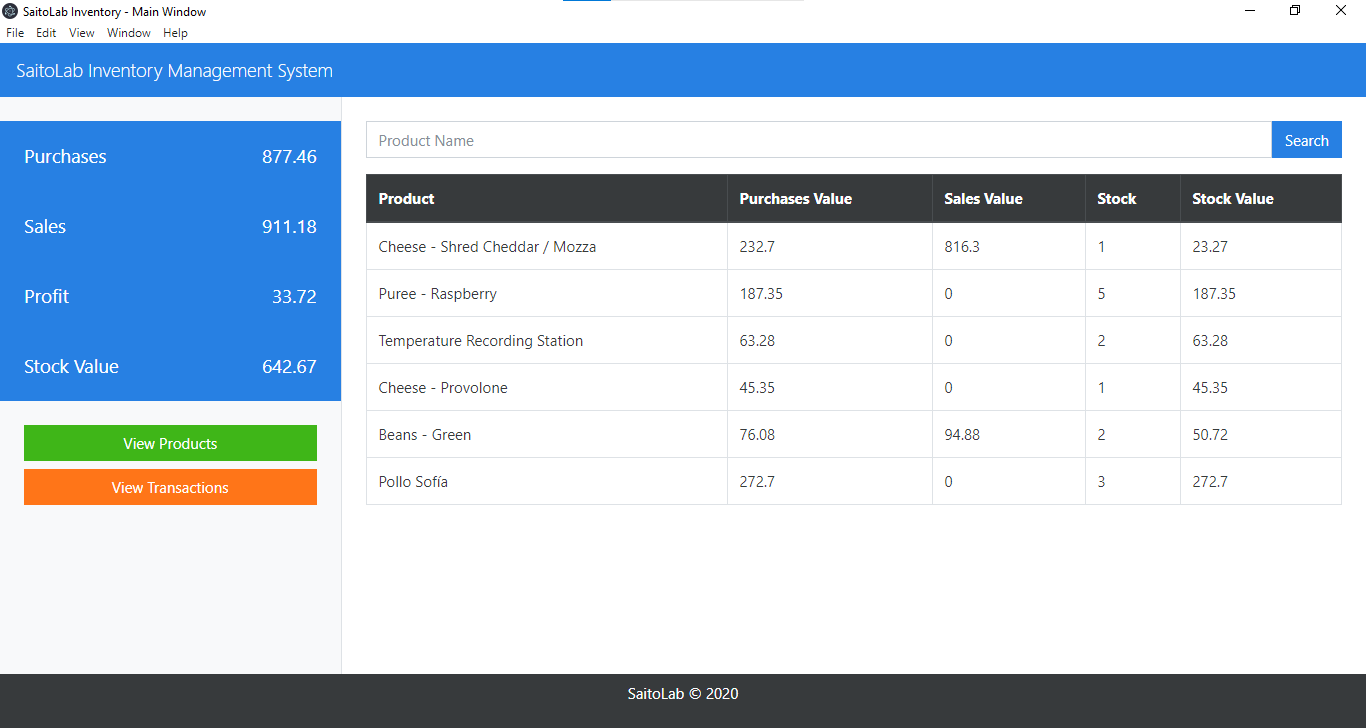 SaitoLab Inventory - Main Window
File Edit View Window Help
SaitoLab Inventory Management System
Purchases 877.46
Sales 911.18
Profit 33.72
Stock Value 642.67
View Products
View Transactions
Product Name Search
Product Purchases Value Sales Value Stock Stock Value
Cheese - Shred Cheddar / Mozza 232.7 816.3 1 23.27
Puree - Raspberry 187.35 0 5 187.35
Temperature Recording Station 63.28 0 2 63.28
Cheese - Provolone 45.35 0 1 45.35
Beans - Green 76.08 94.88 2 50.72
Pollo Sofía 272.7 0 3 272.7
SaitoLab © 2020